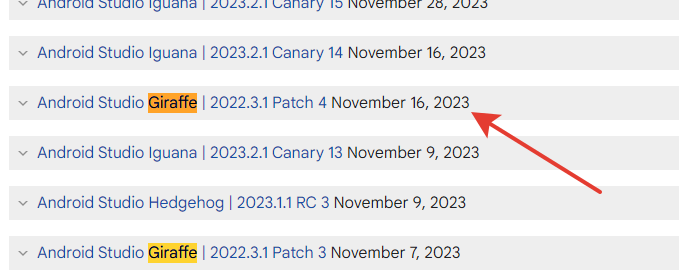 Android Studio Iguana | 2023.2.1 Canary 15 November 28, 2023
Android Studio Iguana | 2023.2.1 Canary 14 November 16, 2023
Android Studio Giraffe | 2022.3.1 Patch 4 November 16, 2023
Android Studio Iguana | 2023.2.1 Canary 13 November 9, 2023
Android Studio Hedgehog | 2023.1.1 RC 3 November 9, 2023
Android Studio Giraffe | 2022.3.1 Patch 3 November 7, 2023